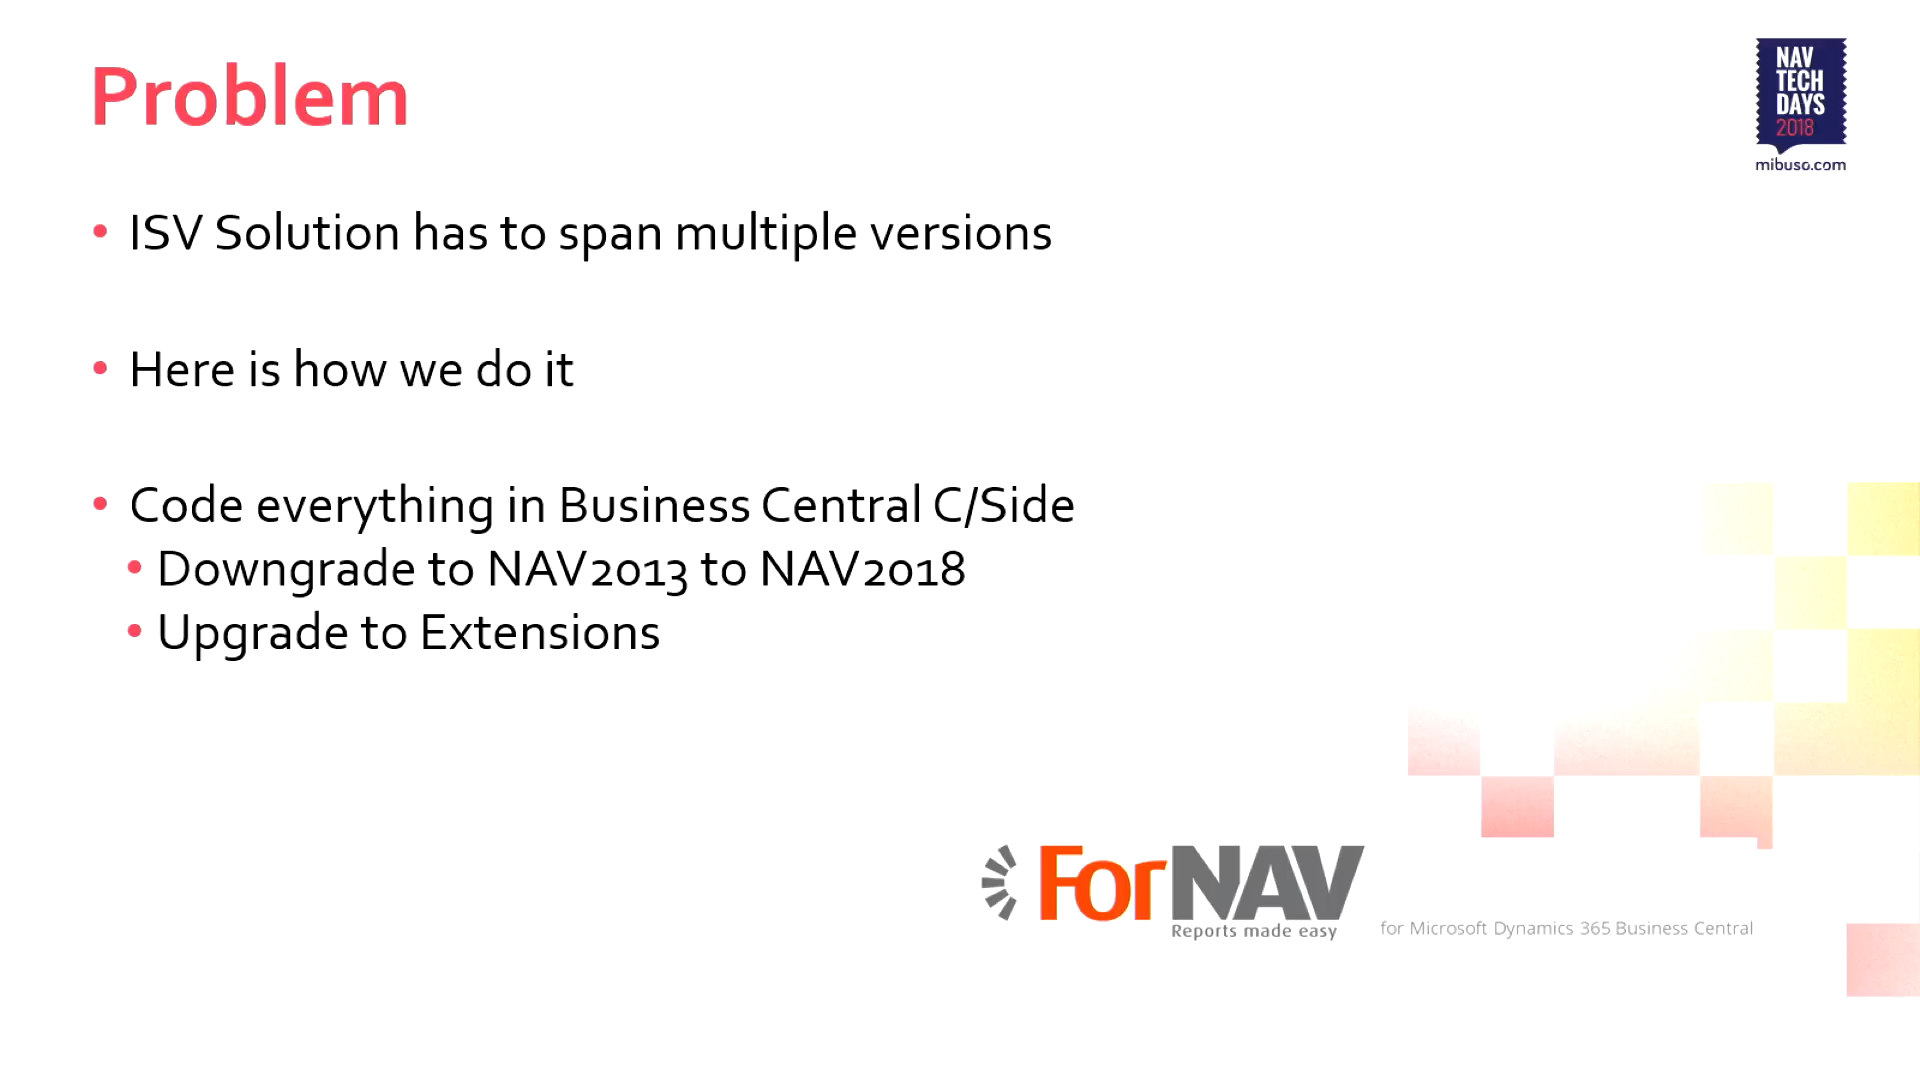 Problem
NAV
TECH
DAYS
2018
mibuso.com
• ISV Solution has to span multiple versions
• Here is how we do it
• Code everything in Business Central C/Side
• Downgrade to NAV2013 to NAV2018
• Upgrade to Extensions
ForNAV
Reports made easy
for Microsoft Dynamics 365 Business Central